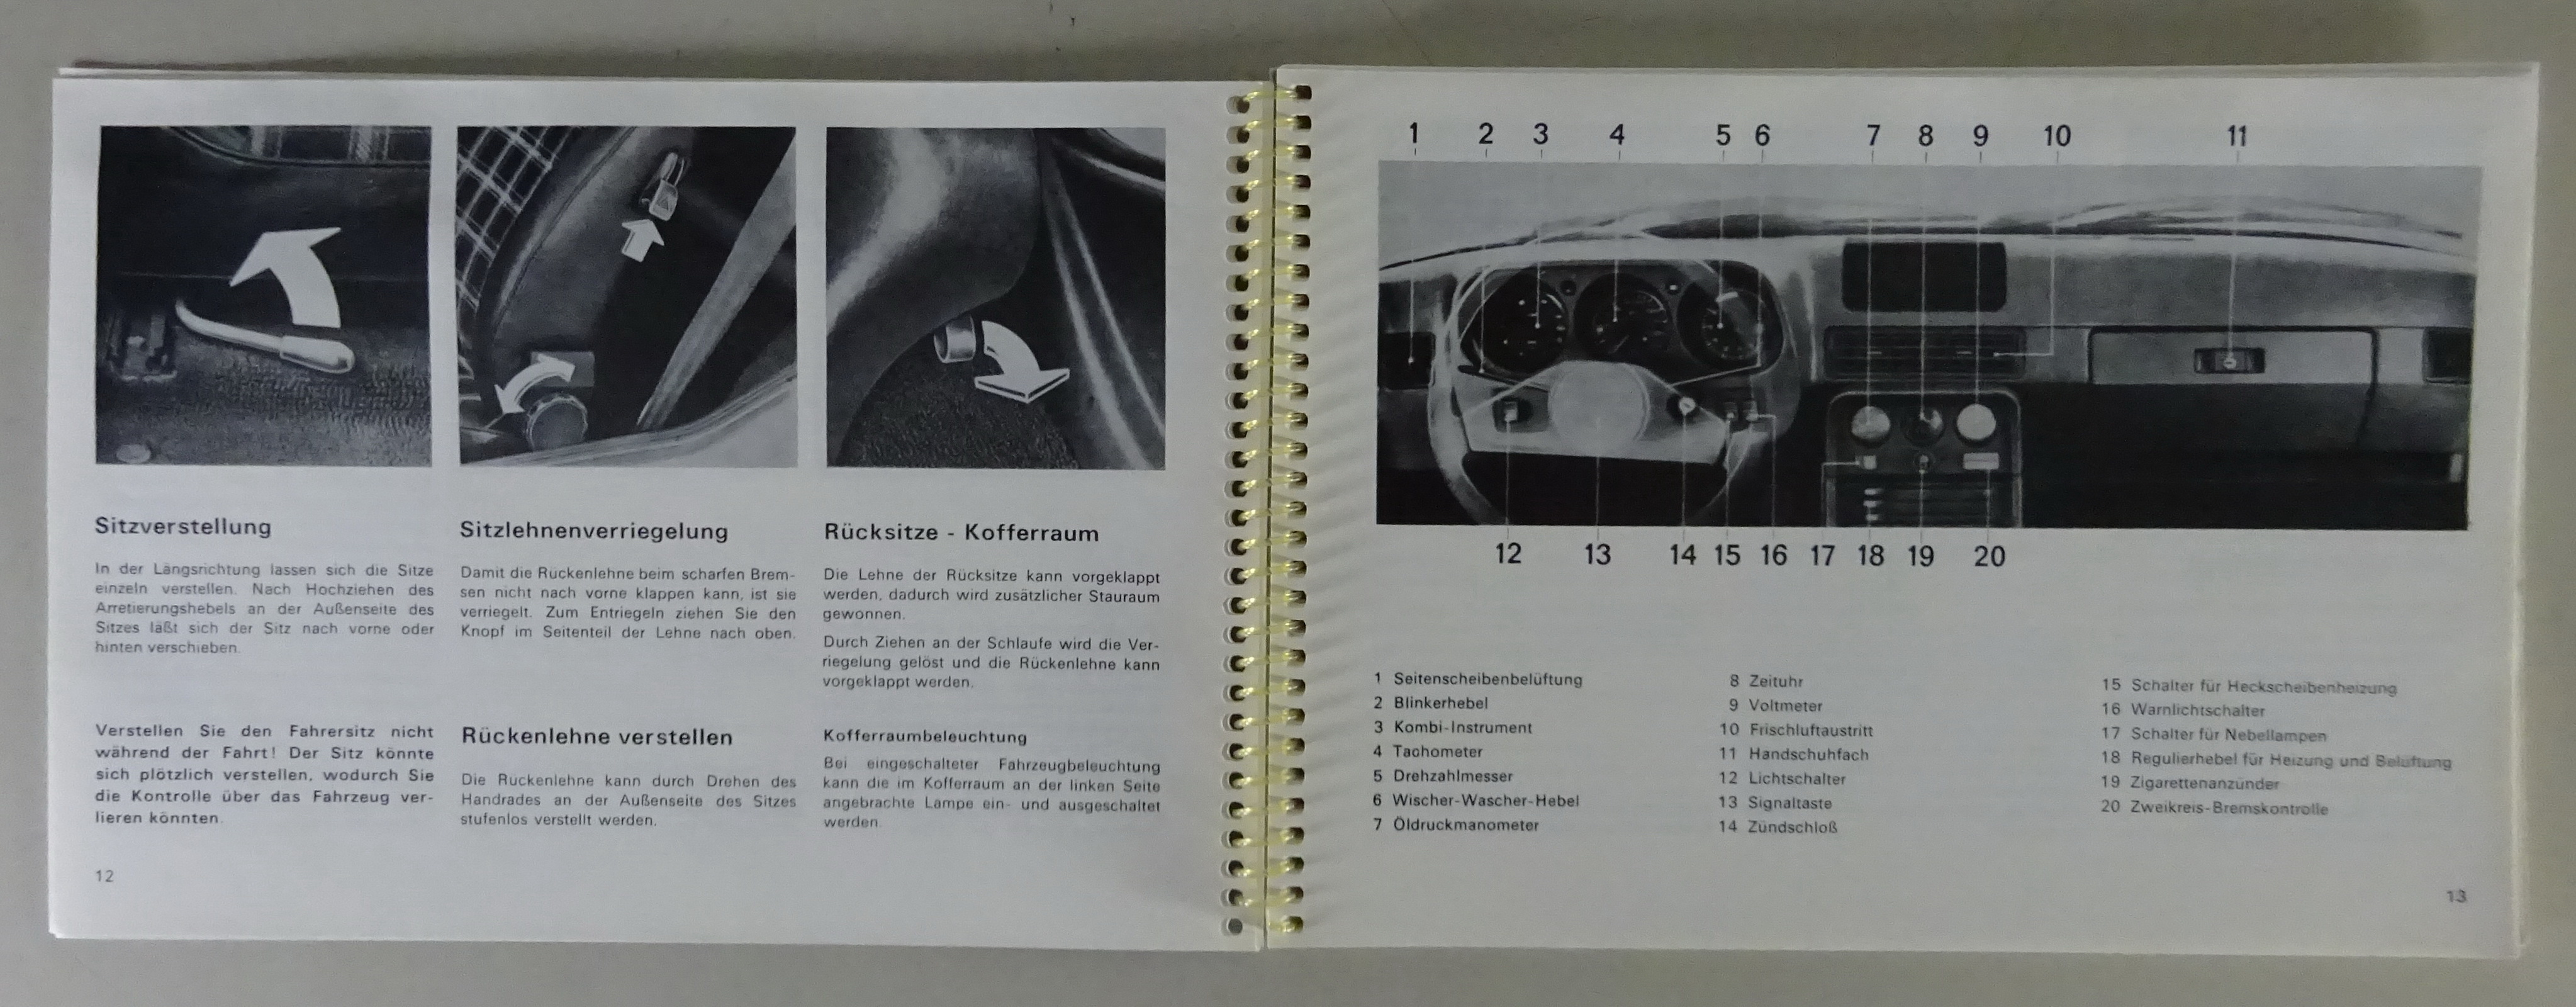 Sitzverstellung
In der Längsrichtung lassen sich die Sitze
einzeln verstellen. Nach Hochziehen des
Arretierungshebels an der Außenseite des
Sitzes läßt sich der Sitz nach vorne oder
hinten verschieben.
Verstellen Sie den Fahrersitz nicht
während der Fahrt! Der Sitz könnte
sich plötzlich verstellen, wodurch Sie
die Kontrolle über das Fahrzeug ver-
lieren könnten.
12
Sitzlehnenverriegelung
Damit die Rückenlehne beim scharfen Brem-
sen nicht nach vorne klappen kann, ist sie
verriegelt. Zum Entriegeln ziehen Sie den
Knopf im Seitenteil der Lehne nach oben.
Rückenlehne verstellen
Die Rückenlehne kann durch Drehen des
Handrades an der Außenseite des Sitzes
stufenlos verstellt werden.
Rücksitze - Kofferraum
Die Lehne der Rücksitze kann vorgeklappt
werden, dadurch wird zusätzlicher Stauraum
gewonnen.
Durch Ziehen an der Schlaufe wird die Ver-
riegelung gelöst und die Rückenlehne kann
vorgeklappt werden.
Kofferraumbeleuchtung
Bei eingeschalteter Fahrzeugbeleuchtung
kann die im Kofferraum an der linken Seite
angebrachte Lampe ein- und ausgeschaltet
werden.
1 2 3 4 5 6 7 8 9 10 11
12 13 14 15 16 17 18 19 20
1 Seitenscheibenbelüftung
2 Blinkerhebel
3 Kombi-Instrument
4 Tachometer
5 Drehzahlmesser
6 Wischer-Wascher-Hebel
7 Öldruckmanometer
8 Zeituhr
9 Voltmeter
10 Frischluftaustritt
11 Handschuhfach
12 Lichtschalter
13 Signaltaste
14 Zündschloß
15 Schalter für Heckscheibenheizung
16 Warnlichtschalter
17 Schalter für Nebellampen
18 Regulierhebel für Heizung und Belüftung
19 Zigarettenanzünder
20 Zweikreis-Bremskontrolle
13